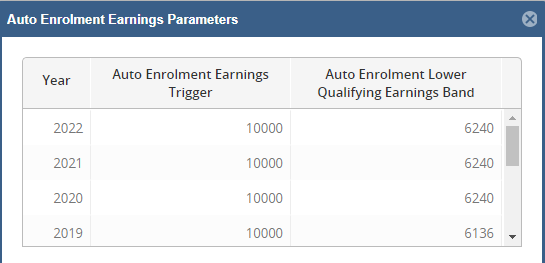 Auto Enrolment Earnings Parameters
Year Auto Enrolment Earnings Trigger Auto Enrolment Lower Qualifying Earnings Band
2022 10000 6240
2021 10000 6240
2020 10000 6240
2019 10000 6136